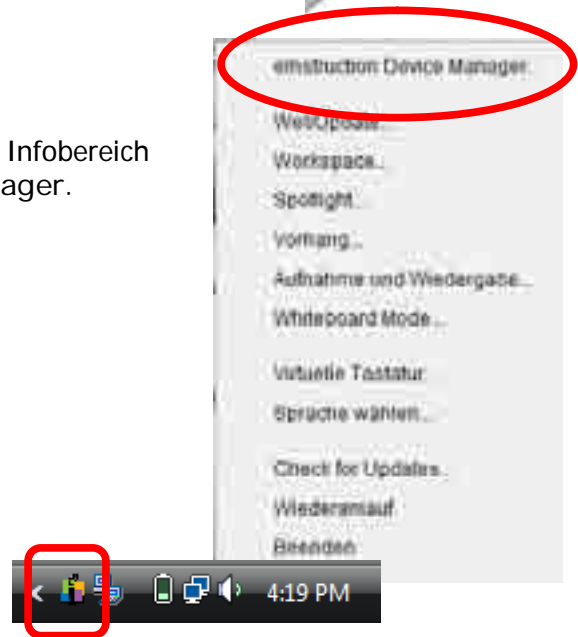 Infobereich
ager.
einstruction Device Manager
WebUpdate...
Workspace...
Spotlight...
Vorhang...
Aufnahme und Wiedergabe...
Whiteboard Mode...
Virtuelle Tastatur
Sprache wählen...
Check for Updates...
Wiederanlauf
Beenden
4:19 PM